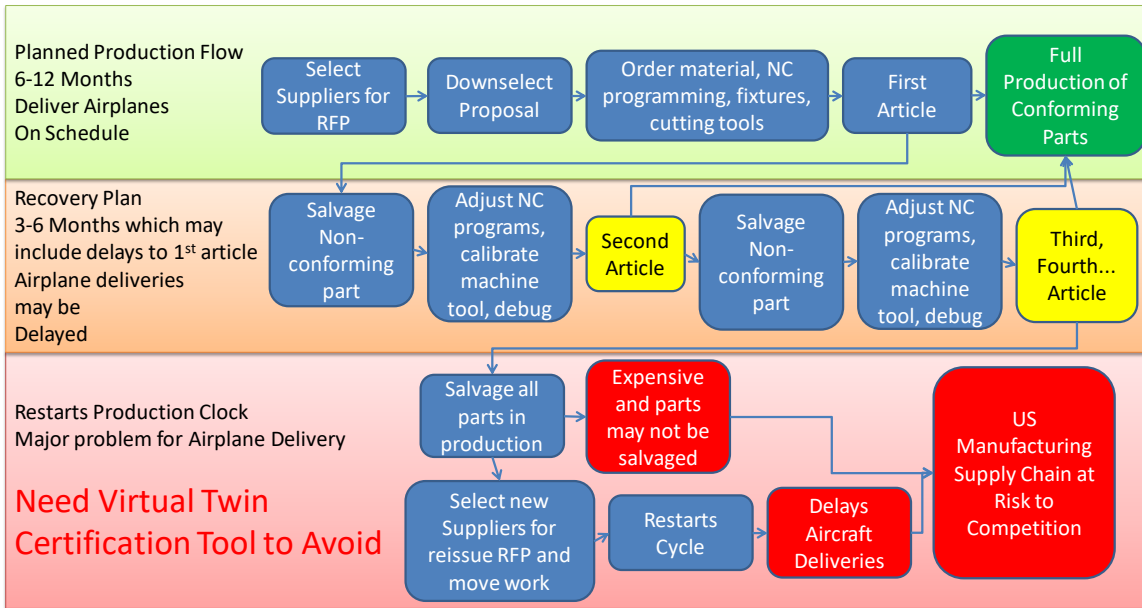 Planned Production Flow
6-12 Months
Deliver Airplanes
On Schedule
Select
Suppliers for
RFP
Downselect
Proposal
Order material, NC
programming, fixtures,
cutting tools
First
Article
Full
Production of
Conforming
Parts
Recovery Plan
3-6 Months which may
include delays to 1st article
Airplane deliveries
may be
Delayed
Salvage
Non-
conforming
part
Adjust NC
programs,
calibrate
machine
tool, debug
Second
Article
Salvage
Non-
conforming
part
Adjust NC
programs,
calibrate
machine
tool, debug
Third,
Fourth...
Article
Restarts Production Clock
Major problem for Airplane Delivery
Need Virtual Twin
Certification Tool to Avoid
Salvage all
parts in
production
Expensive
and parts
may not be
salvaged
Select new
Suppliers for
reissue RFP and
move work
Restarts
Cycle
Delays
Aircraft
Deliveries
US
Manufacturing
Supply Chain at
Risk to
Competition